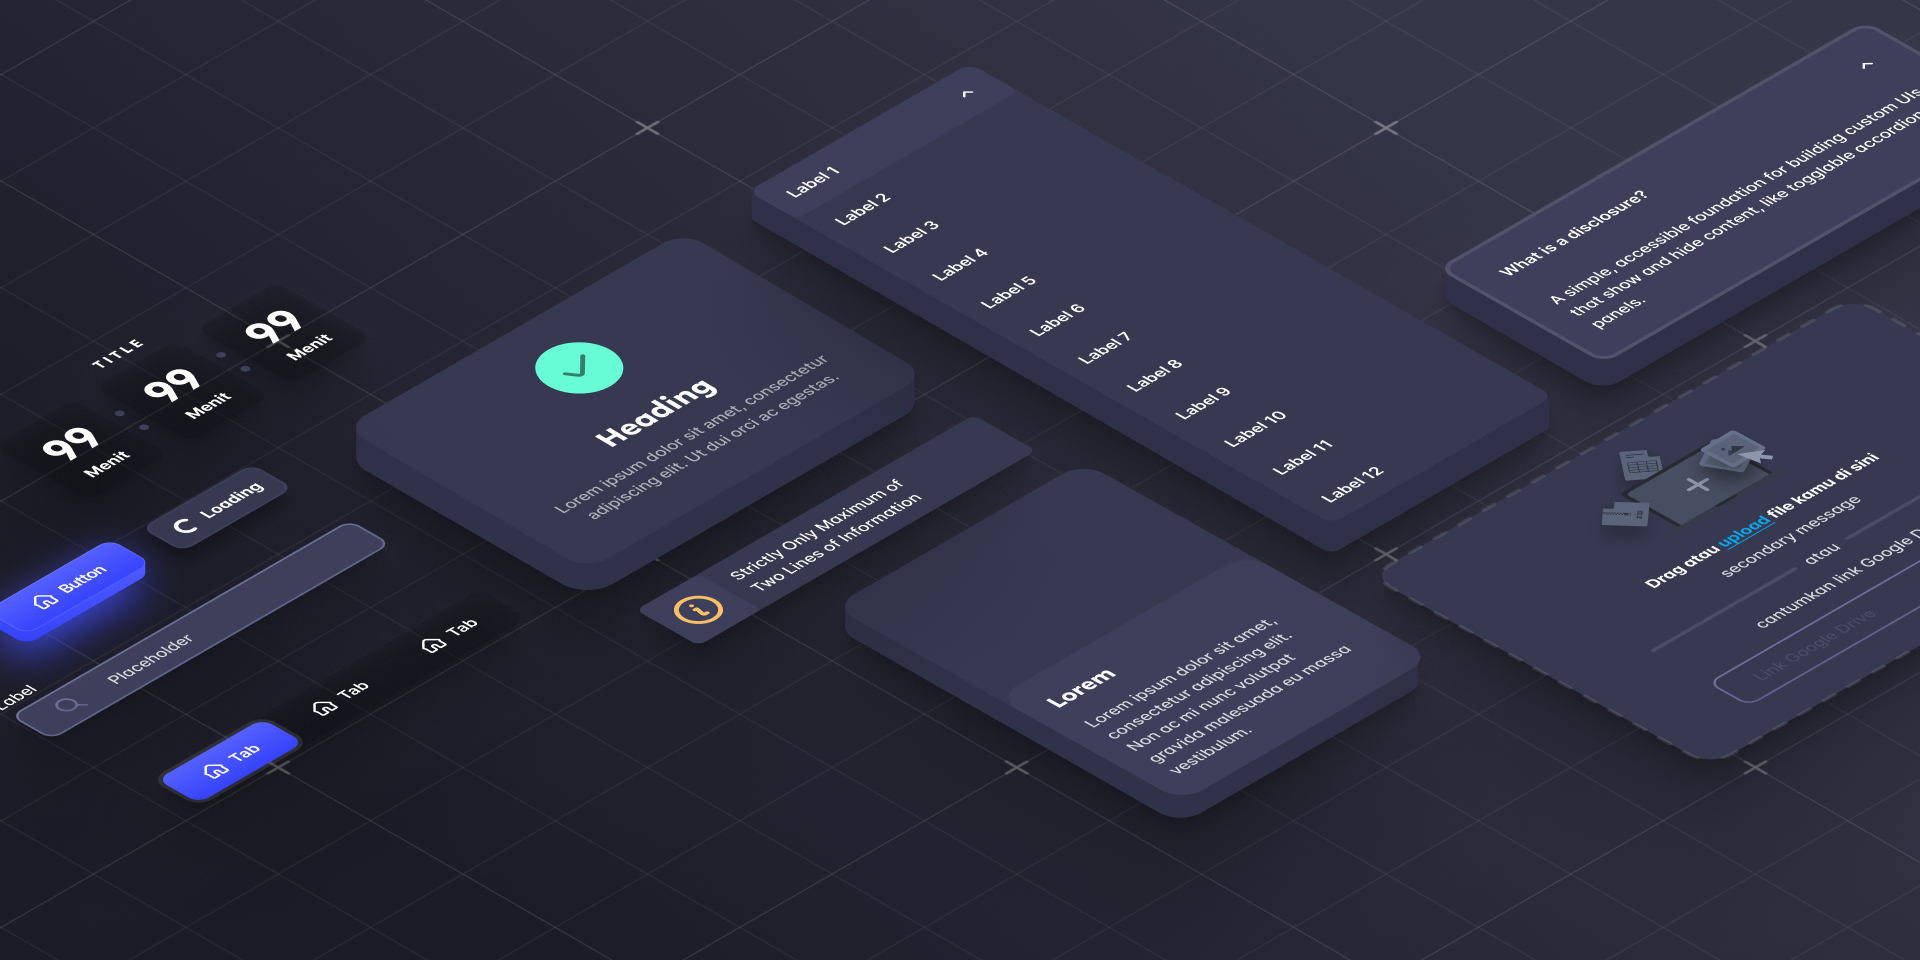 TITLE
99
Menit
99
Menit
99
Menit
Loading
Button
Label
Placeholder
Tab
Tab
Tab
Heading
Lorem ipsum dolor sit amet, consectetur
adipiscing elit. Ut dui orci ac egestas.
Strictly Only Maximum of
Two Lines of Information
Label 1
Label 2
Label 3
Label 4
Label 5
Label 6
Label 7
Label 8
Label 9
Label 10
Label 11
Label 12
Lorem
Lorem ipsum dolor sit amet,
consectetur adipiscing elit.
Non ac mi nunc volutpat
gravida malesuada eu massa
vestibulum.
What is a disclosure?
A simple, accessible foundation for building custom UIs
that show and hide content, like togglable accordion
panels.
Drag atau upload file kamu di sini
secondary message
atau
cantumkan link Google D
Link Google Drive